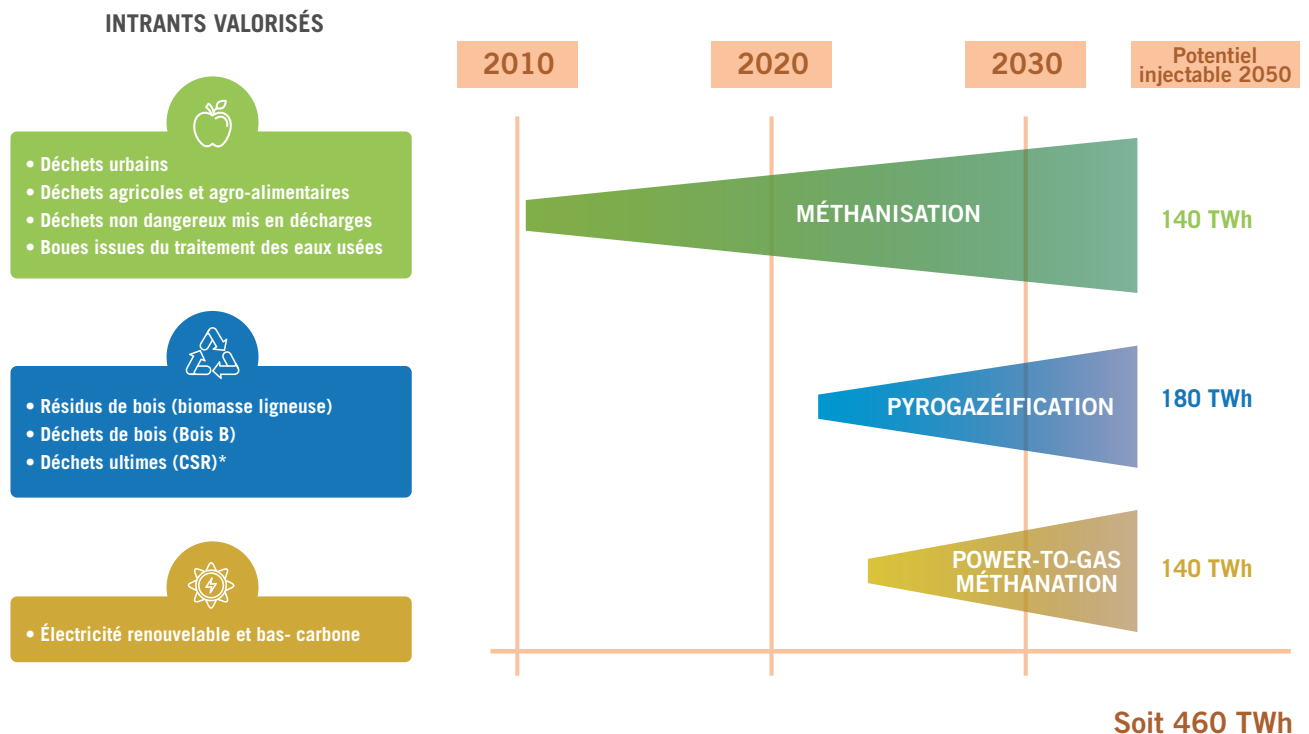 INTRANTS VALORISÉS
2010
2020
2030
Potentiel
injectable 2050
• Déchets urbains
• Déchets agricoles et agro-alimentaires
• Déchets non dangereux mis en décharges
• Boues issues du traitement des eaux usées
MÉTHANISATION
140 TWh
• Résidus de bois (biomasse ligneuse)
• Déchets de bois (Bois B)
• Déchets ultimes (CSR)*
PYROGAZÉIFICATION
180 TWh
• Électricité renouvelable et bas- carbone
POWER-TO-GAS
MÉTHANATION
140 TWh
Soit 460 TWh